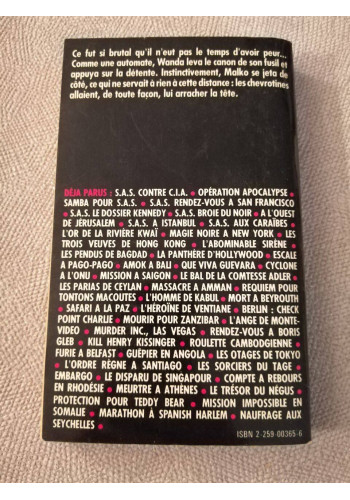 Ce fut si brutal qu'il n'eut pas le temps d'avoir peur...
Comme une automate, Wanda leva le canon de son fusil et
appuya sur la détente. Instinctivement, Malko se jeta de
côté, ce qui ne servait à rien à cette distance : les chevrotines
allaient, de toute façon, lui arracher la tête.
DÉJA PARUS : S.A.S. CONTRE C.I.A. • OPÉRATION APOCALYPSE •
SAMBA POUR S.A.S. • S.A.S. RENDEZ-VOUS A SAN FRANCISCO
• S.A.S. LE DOSSIER KENNEDY • S.A.S. BROIE DU NOIR • A L'OUEST
DE JÉRUSALEM • S.A.S. A ISTANBUL • S.A.S. AUX CARAÏBES •
L'OR DE LA RIVIÈRE KWAÏ • MAGIE NOIRE A NEW YORK • LES
TROIS VEUVES DE HONG KONG • L'ABOMINABLE SIRÈNE •
LES PENDUS DE BAGDAD • LA PANTHÈRE D'HOLLYWOOD • ESCALE
A PAGO-PAGO • AMOK A BALI • QUE VIVA GUEVARA • CYCLONE
A L'ONU • MISSION A SAIGON • LE BAL DE LA COMTESSE ADLER •
LES PARIAS DE CEYLAN • MASSACRE A AMMAN • REQUIEM POUR
TONTONS MACOUTES • L'HOMME DE KABUL • MORT A BEYROUTH
• SAFARI A LA PAZ • L'HÉROÏNE DE VIENTIANE • BERLIN : CHECK
POINT CHARLIE • MOURIR POUR ZANZIBAR • L'ANGE DE MONTE-
VIDEO • MURDER INC., LAS VEGAS • RENDEZ-VOUS A BORIS
GLEB • KILL HENRY KISSINGER • ROULETTE CAMBODGIENNE •
FURIE A BELFAST • GUÊPIER EN ANGOLA • LES OTAGES DE TOKYO
• L'ORDRE RÈGNE A SANTIAGO • LES SORCIERS DU TAGE •
EMBARGO • LE DISPARU DE SINGAPOUR • COMPTE A REBOURS
EN RHODÉSIE • MEURTRE A ATHÈNES • LE TRÉSOR DU NÉGUS •
PROTECTION POUR TEDDY BEAR • MISSION IMPOSSIBLE EN
SOMALIE • MARATHON À SPANISH HARLEM • NAUFRAGE AUX
SEYCHELLES •
ISBN 2-259-00365-6